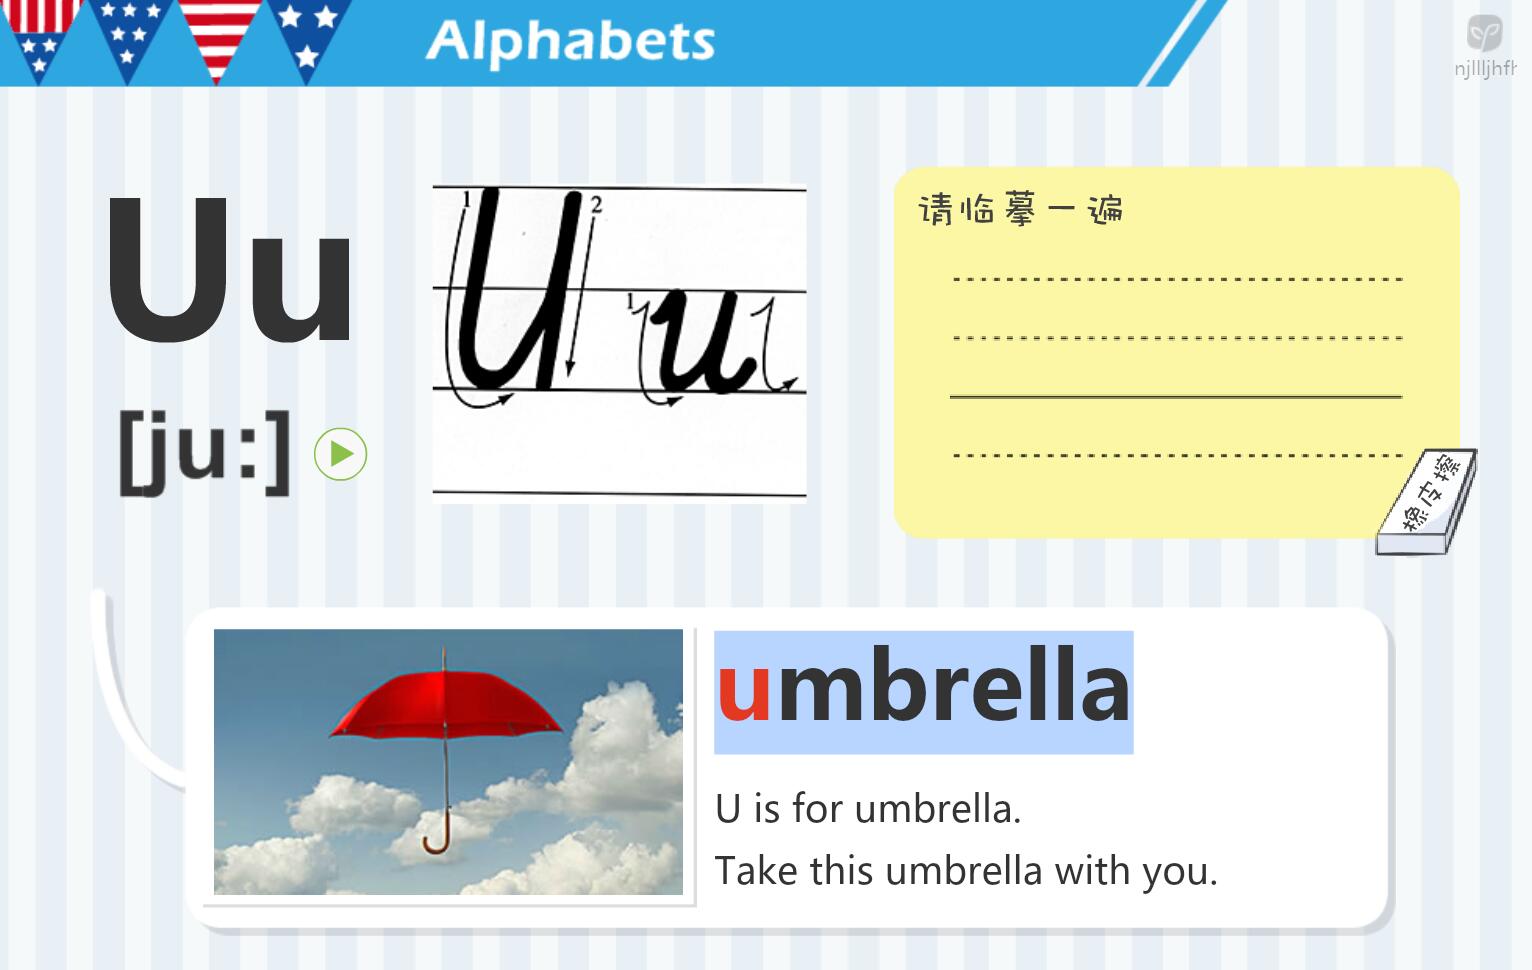 Alphabets
njllljhfh
Uu
[ju:]
1 2
U u
1 1
请临摹一遍
橡皮擦
umbrella
U is for umbrella.
Take this umbrella with you.